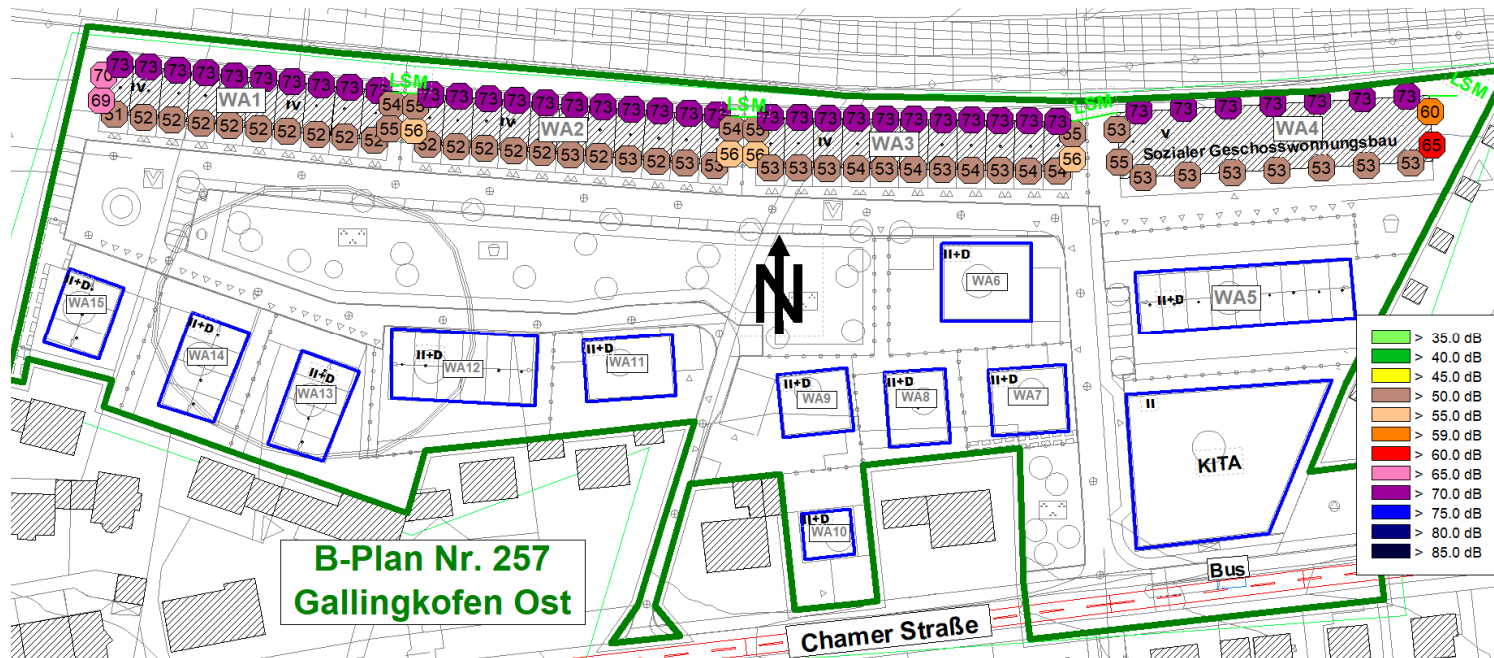 73 73 73 73 73 73 73 73 73 73
70
69
IV
WA1
IV
51 52 52 52 52 52 52 52 52 52
LSM
54 55
55 56
73 73 73 73 73 73 73 73 73 73 73
IV
WA2
52 52 52 52 52 53 52 53 52 53 53
LSM
54 55
56 56
73 73 73 73 73 73 73 73 73 73 73
IV
WA3
53 53 53 54 53 54 53 54 53 54 54
LSM
55
56
53
55
73 73 73 73 73 73 73
V
WA4
Sozialer Geschosswohnungsbau
53 53 53 53 53 53 53
60
65
LSM
N
II+D
WA6
II+D
WA5
II+D
WA15
II+D
WA14
II+D
WA13
II+D
WA12
II+D
WA11
II+D
WA9
II+D
WA8
II+D
WA7
II
KITA
II+D
WA10
> 35.0 dB
> 40.0 dB
> 45.0 dB
> 50.0 dB
> 55.0 dB
> 59.0 dB
> 60.0 dB
> 65.0 dB
> 70.0 dB
> 75.0 dB
> 80.0 dB
> 85.0 dB
B-Plan Nr. 257
Gallingkofen Ost
Bus
Chamer Straße